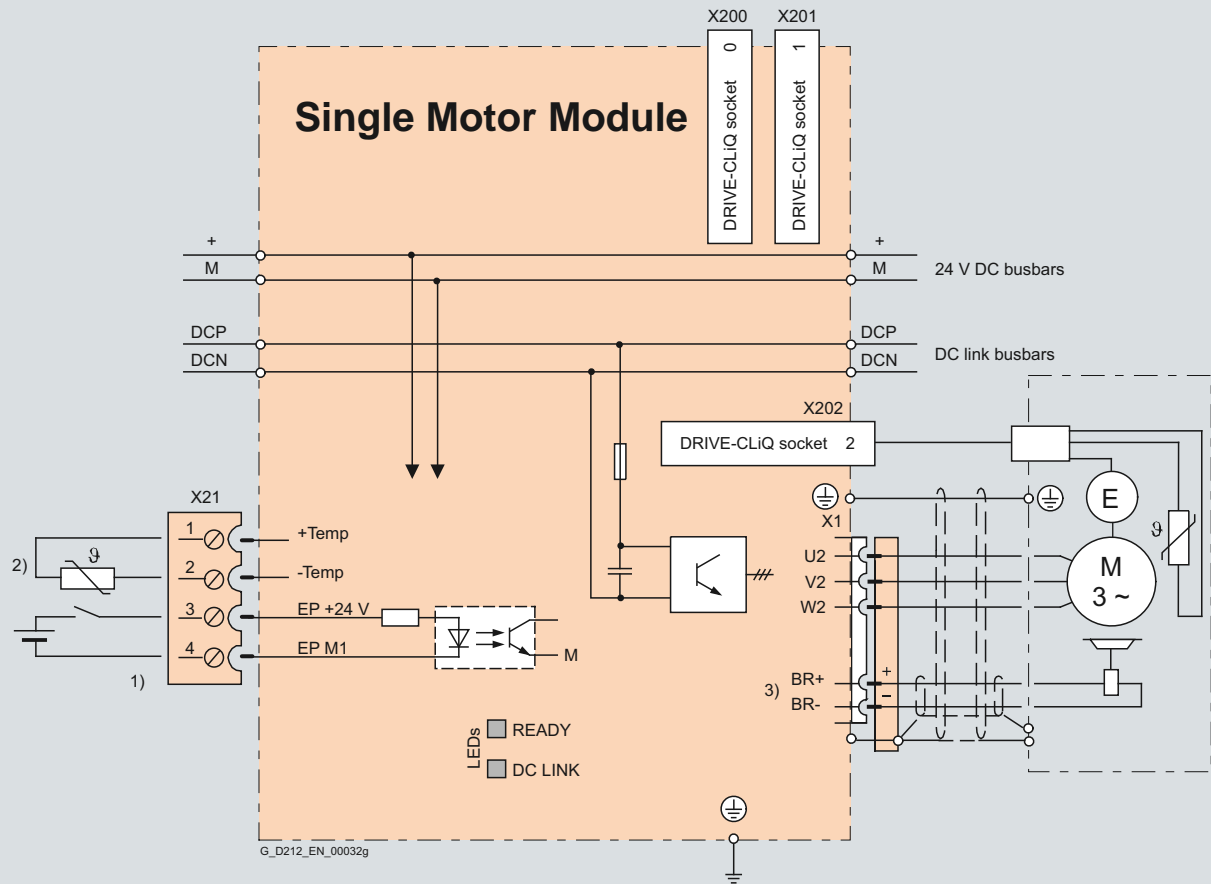 X200 X201
DRIVE-CLiQ socket 0
DRIVE-CLiQ socket 1
Single Motor Module
+ +
M M 24 V DC busbars
DCP DCP
DCN DCN DC link busbars
X202
DRIVE-CLiQ socket 2
X21
X1
E
1 +Temp
2) ϑ
2 -Temp
3 EP +24 V
4 EP M1
1)
M
U2
V2
W2
M
3 ~
ϑ
3) BR+ +
BR- −
LEDs
READY
DC LINK
G_D212_EN_00032g